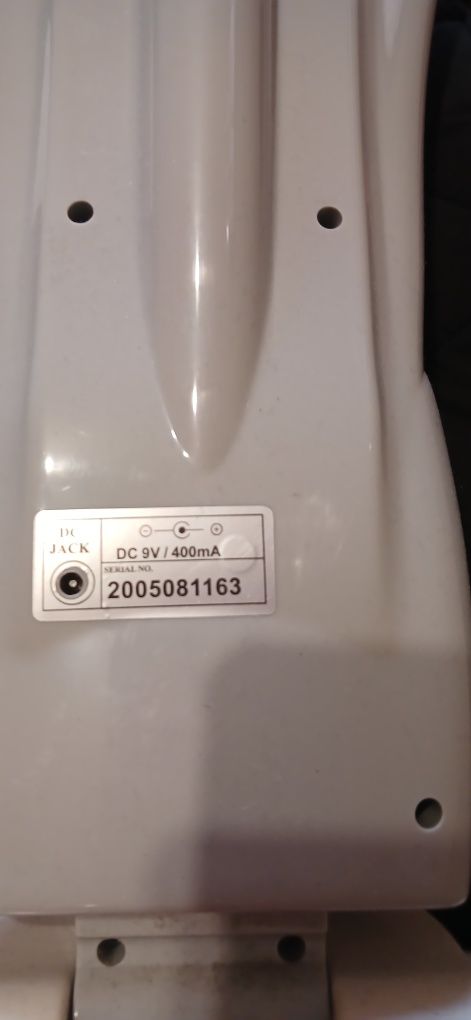 DC
JACK
⊖ ⊕
DC 9V / 400mA
SERIAL NO.
2005081163